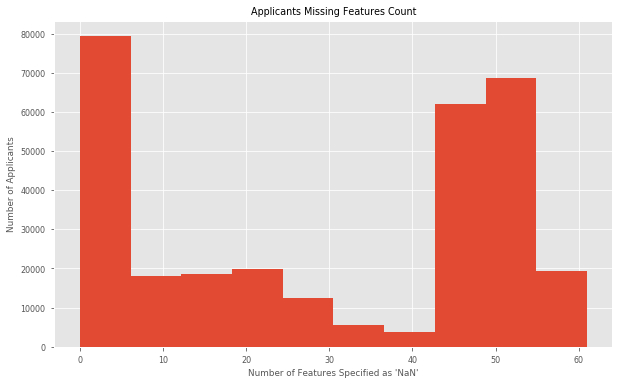 Applicants Missing Features Count
Number of Applicants
80000
70000
60000
50000
40000
30000
20000
10000
0
0 10 20 30 40 50 60
Number of Features Specified as 'NaN'